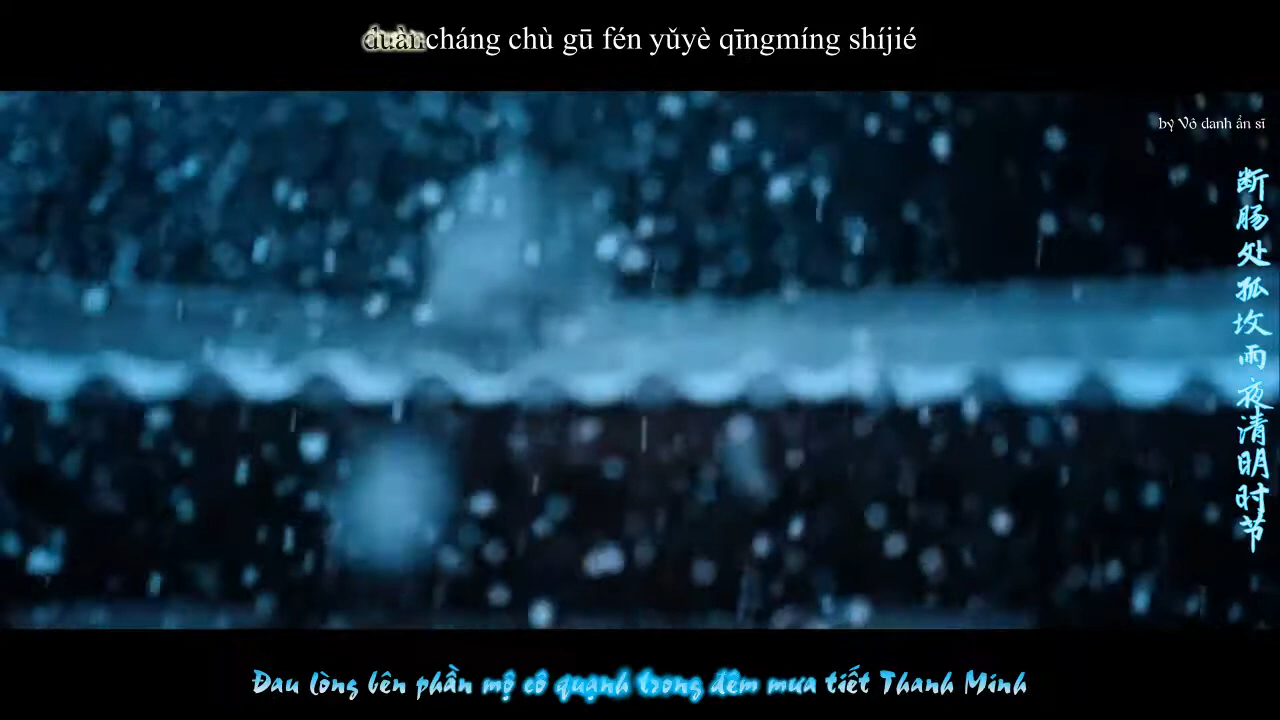 duàn cháng chù gū fén yǔyè qīngmíng shíjié
by Vô danh ẩn sĩ
断肠处孤坟雨夜清明时节
Đau lòng bên phần mộ cô quạnh trong đêm mưa tiết Thanh Minh